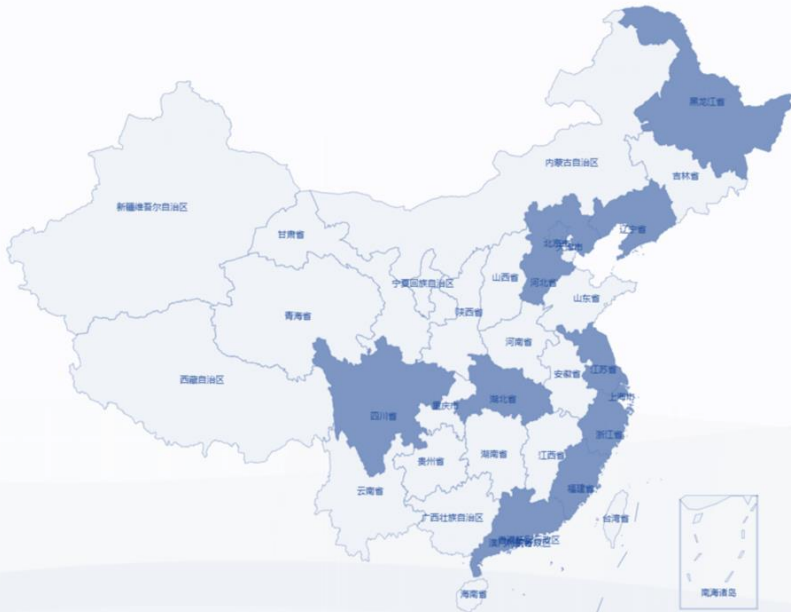 黑龙江省
内蒙古自治区
吉林省
新疆维吾尔自治区
辽宁省
甘肃省
北京市
天津市
山西省
河北省
宁夏回族自治区
山东省
青海省
陕西省
河南省
江苏省
安徽省
西藏自治区
上海市
湖北省
重庆市
四川省
浙江省
湖南省
江西省
贵州省
福建省
云南省
广西壮族自治区
台湾省
海南省
南海诸岛